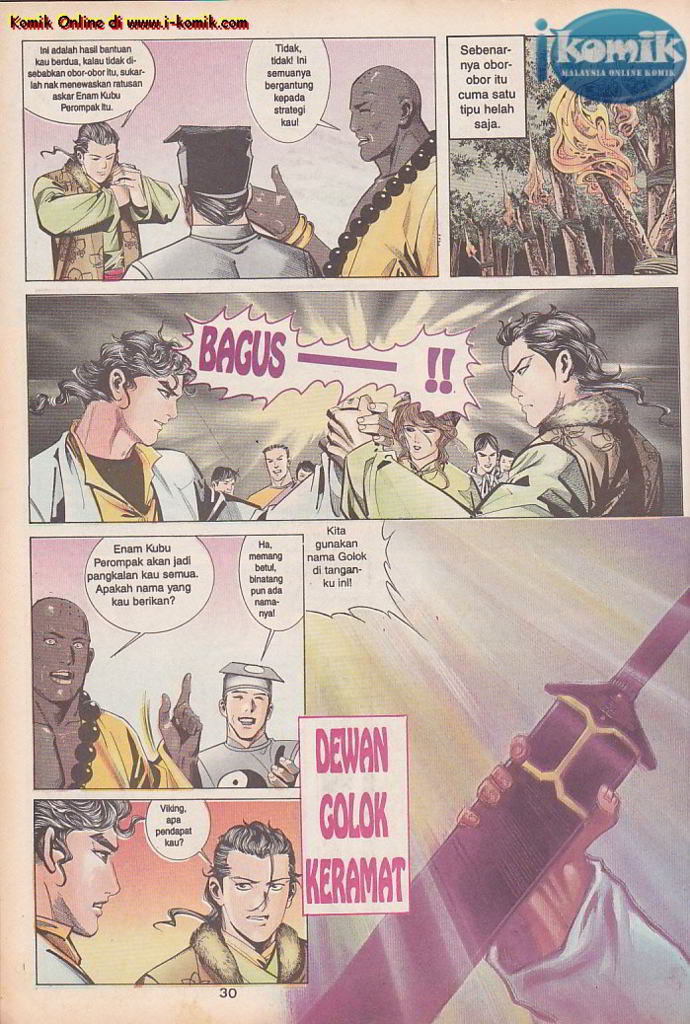 Komik Online di www.i-komik.com
ikomik
MALAYSIA ONLINE KOMIK
Ini adalah hasil bantuan
kau berdua, kalau tidak di-
sebabkan obor-obor itu, sukar-
lah nak menewaskan ratusan
askar Enam Kubu
Perompak itu.
Tidak,
tidak! Ini
semuanya
bergantung
kepada
strategi
kau!
Sebenar-
nya obor-
obor itu
cuma satu
tipu helah
saja.
BAGUS — !!
Enam Kubu
Perompak akan jadi
pangkalan kau semua.
Apakah nama yang
kau berikan?
Ha,
memang
betul,
binatang
pun ada
nama-
nya!
Kita
gunakan
nama Golok
di tangan-
ku ini!
DEWAN
GOLOK
KERAMAT
Viking,
apa
pendapat
kau?
30